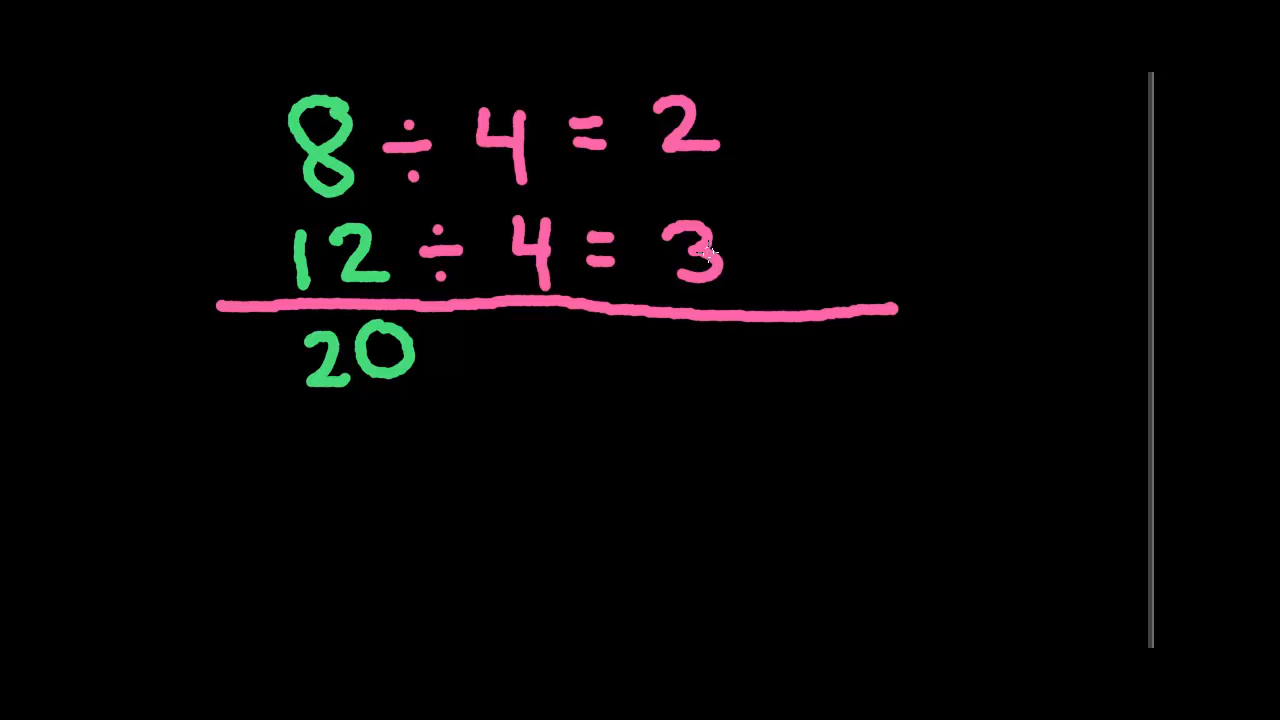 8 ÷ 4 = 2
12 ÷ 4 = 3
20